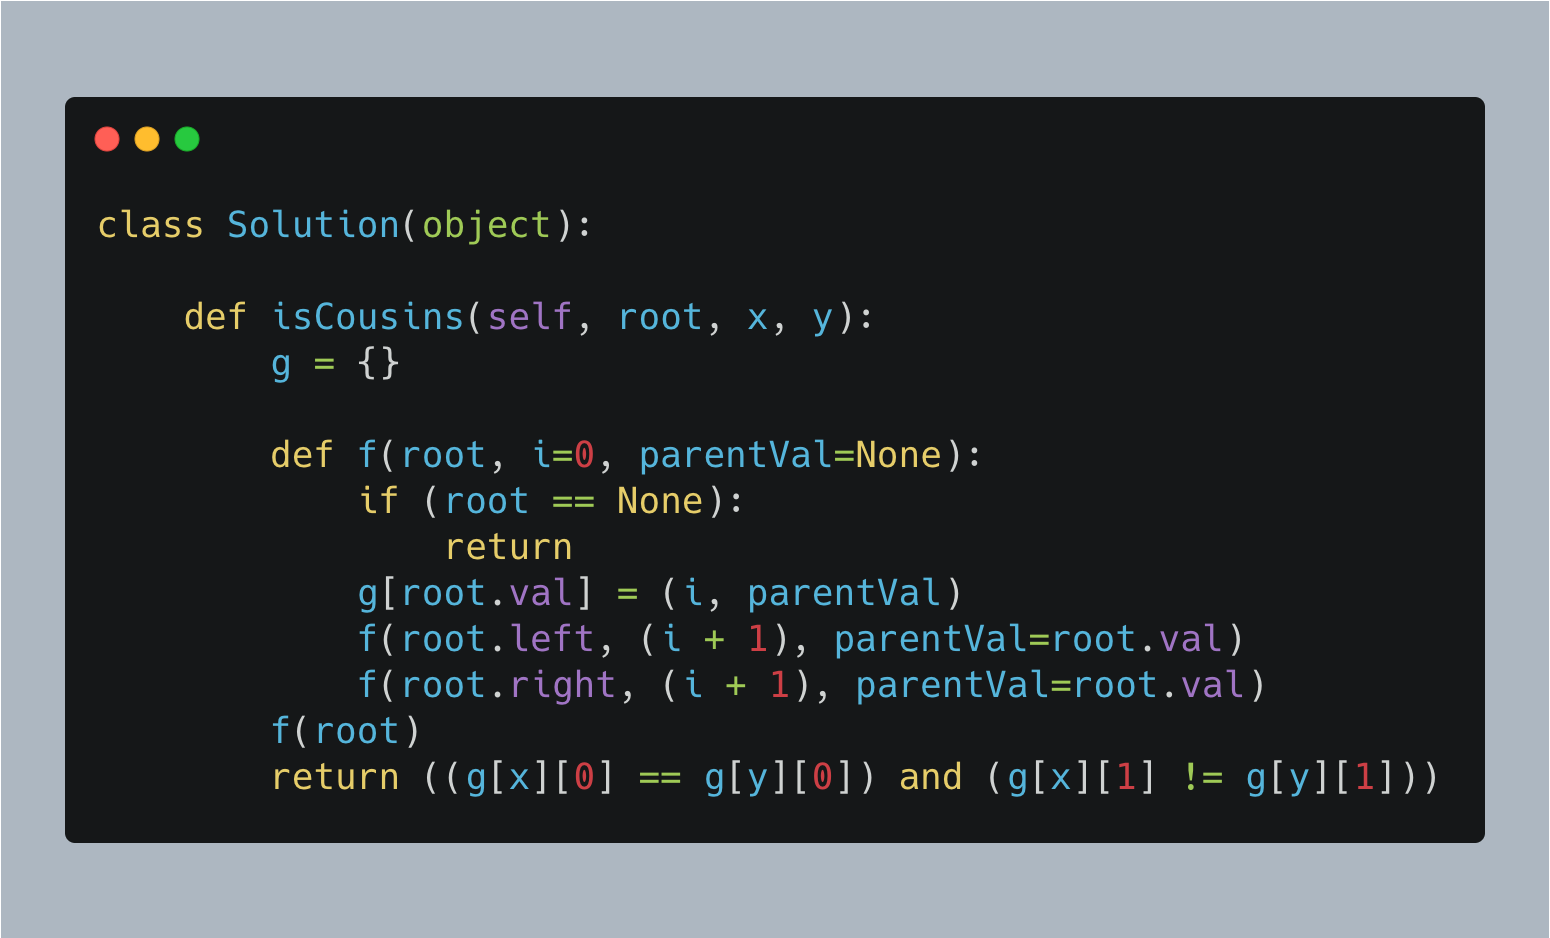 class Solution(object):

    def isCousins(self, root, x, y):
        g = {}

        def f(root, i=0, parentVal=None):
            if (root == None):
                return
            g[root.val] = (i, parentVal)
            f(root.left, (i + 1), parentVal=root.val)
            f(root.right, (i + 1), parentVal=root.val)
        f(root)
        return ((g[x][0] == g[y][0]) and (g[x][1] != g[y][1]))